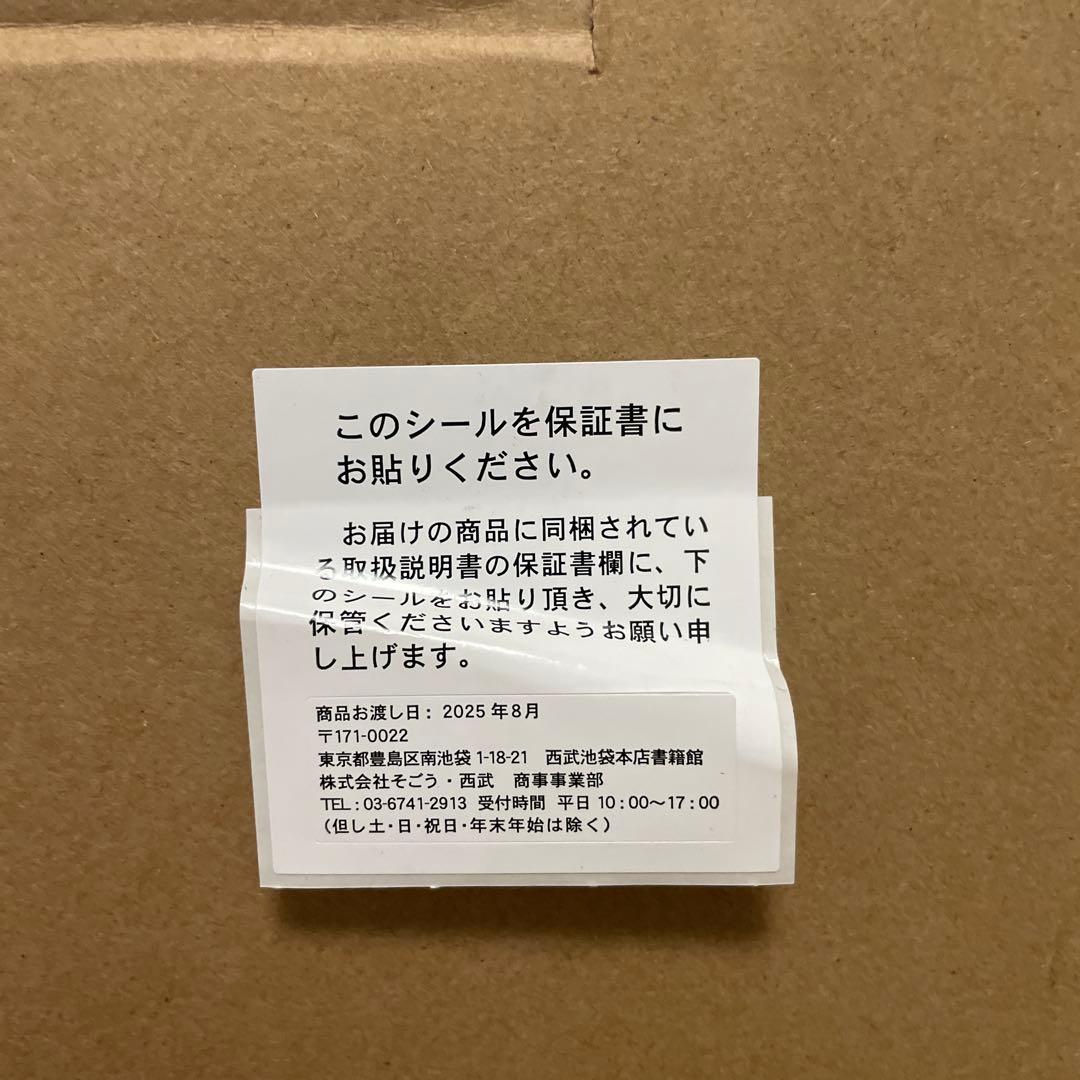 このシールを保証書に
お貼りください。
お届けの商品に同梱されてい
る取扱説明書の保証書欄に、下
のシールをお貼り頂き、大切に
保管くださいますようお願い申
し上げます。
商品お渡し日: 2025年8月
〒171-0022
東京都豊島区南池袋1-18-21 西武池袋本店書籍館
株式会社そごう・西武 商事事業部
TEL:03-6741-2913 受付時間 平日 10:00～17:00
(但し土・日・祝日・年末年始は除く)